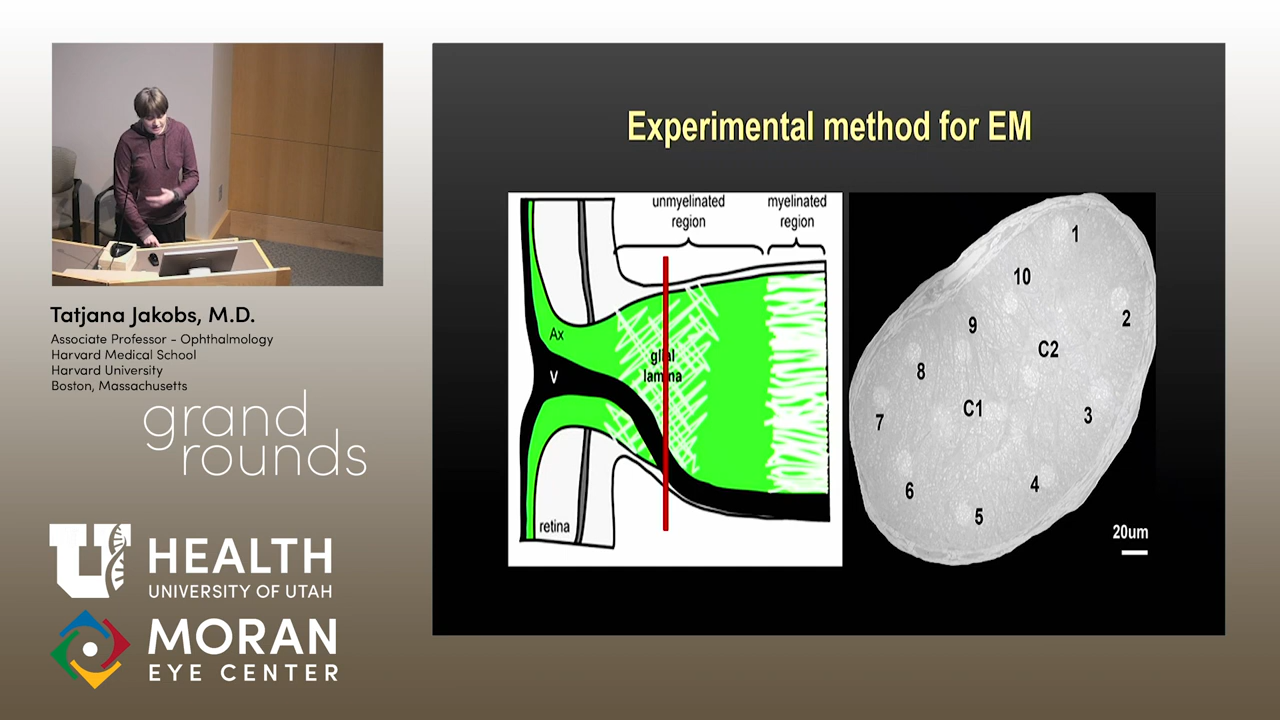 Tatjana Jakobs, M.D.
Associate Professor - Ophthalmology
Harvard Medical School
Harvard University
Boston, Massachusetts
grand
rounds
U HEALTH
UNIVERSITY OF UTAH
MORAN
EYE CENTER
Experimental method for EM
unmyelinated
region
myelinated
region
Ax
V
glial
lamina
retina
1
10
2
9
C2
8
C1
3
7
6
4
5
20um